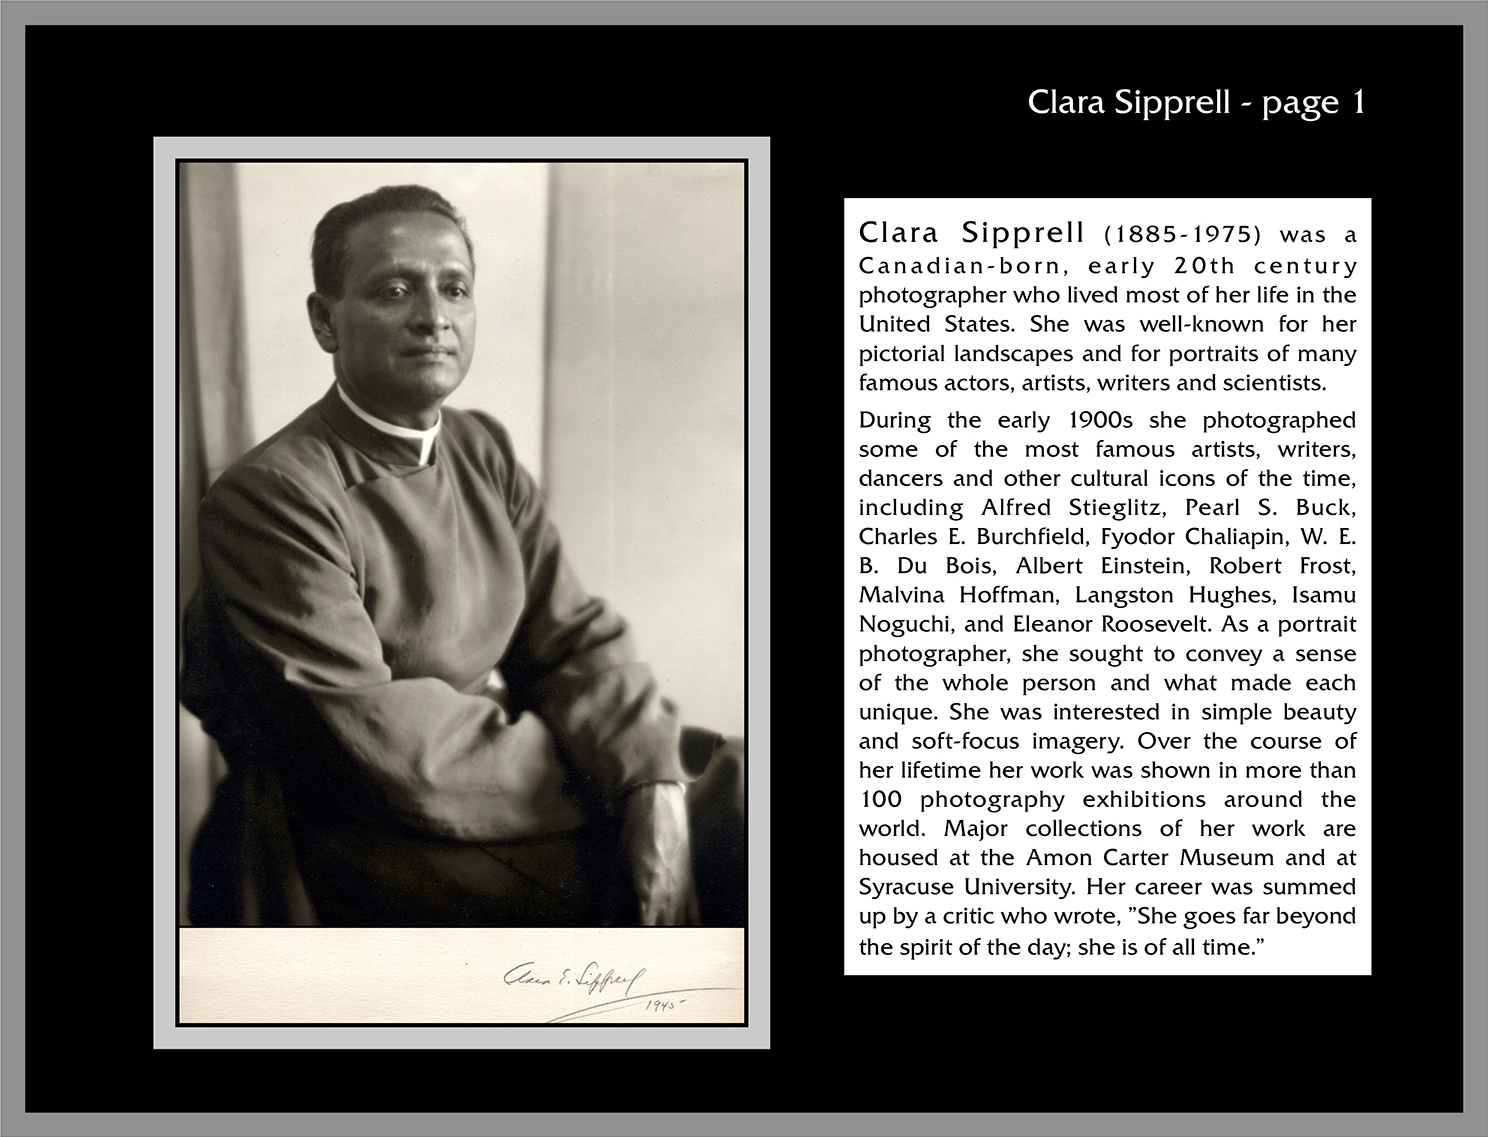 Clara Sipprell - page 1
Clara Sipprell (1885-1975) was a
Canadian-born, early 20th century
photographer who lived most of her life in the
United States. She was well-known for her
pictorial landscapes and for portraits of many
famous actors, artists, writers and scientists.
During the early 1900s she photographed
some of the most famous artists, writers,
dancers and other cultural icons of the time,
including Alfred Stieglitz, Pearl S. Buck,
Charles E. Burchfield, Fyodor Chaliapin, W. E.
B. Du Bois, Albert Einstein, Robert Frost,
Malvina Hoffman, Langston Hughes, Isamu
Noguchi, and Eleanor Roosevelt. As a portrait
photographer, she sought to convey a sense
of the whole person and what made each
unique. She was interested in simple beauty
and soft-focus imagery. Over the course of
her lifetime her work was shown in more than
100 photography exhibitions around the
world. Major collections of her work are
housed at the Amon Carter Museum and at
Syracuse University. Her career was summed
up by a critic who wrote, ”She goes far beyond
the spirit of the day; she is of all time.”
Clara E. Sipprell
1945